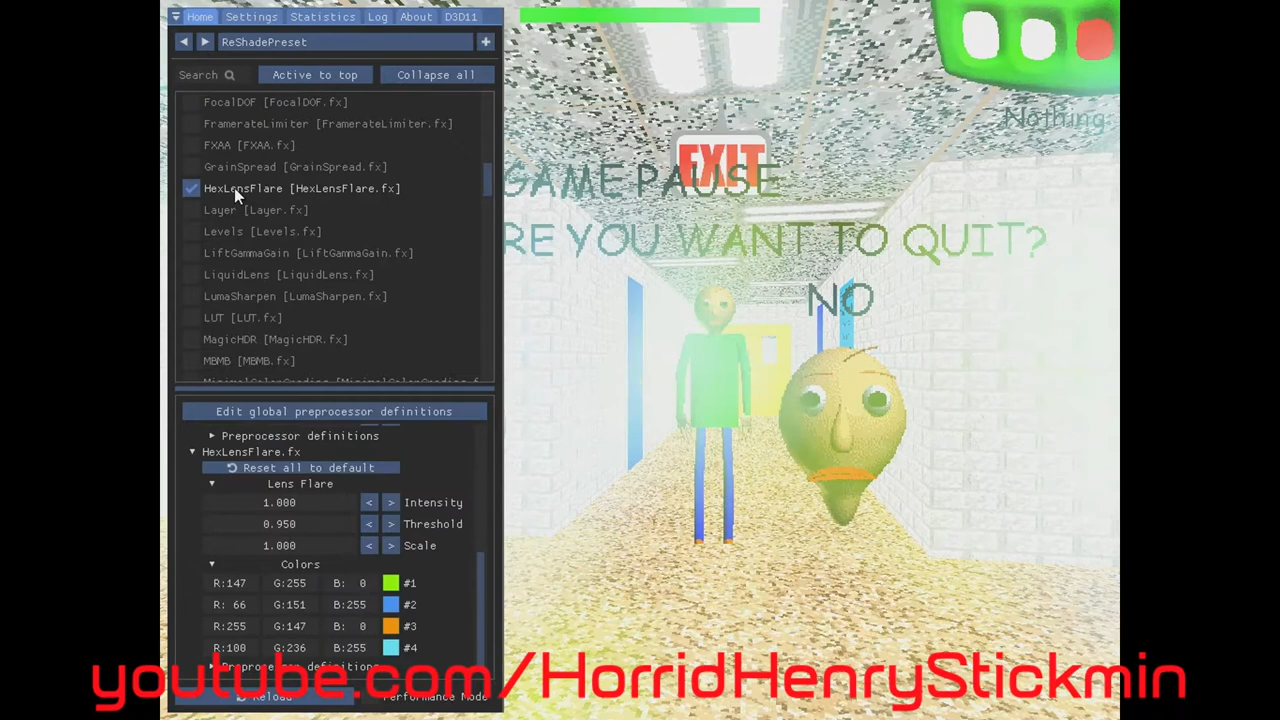 Home Settings Statistics Log About D3D11
ReShadePreset +
Search Active to top Collapse all
FocalDOF [FocalDOF.fx]
FramerateLimiter [FramerateLimiter.fx]
FXAA [FXAA.fx]
GrainSpread [GrainSpread.fx]
HexLensFlare [HexLensFlare.fx]
Layer [Layer.fx]
Levels [Levels.fx]
LiftGammaGain [LiftGammaGain.fx]
LiquidLens [LiquidLens.fx]
LumaSharpen [LumaSharpen.fx]
LUT [LUT.fx]
MagicHDR [MagicHDR.fx]
MBMB [MBMB.fx]
Edit global preprocessor definitions
Preprocessor definitions
HexLensFlare.fx
Reset all to default
Lens Flare
1.000 < > Intensity
0.950 < > Threshold
1.000 < > Scale
Colors
R:147 G:255 B: 0 #1
R: 66 G:151 B:255 #2
R:255 G:147 B: 0 #3
R:100 G:236 B:255 #4
Preprocessor definitions
Reload Performance Mode
Nothing
EXIT
GAME PAUSE
RE YOU WANT TO QUIT?
NO
youtube.com/HorridHenryStickmin